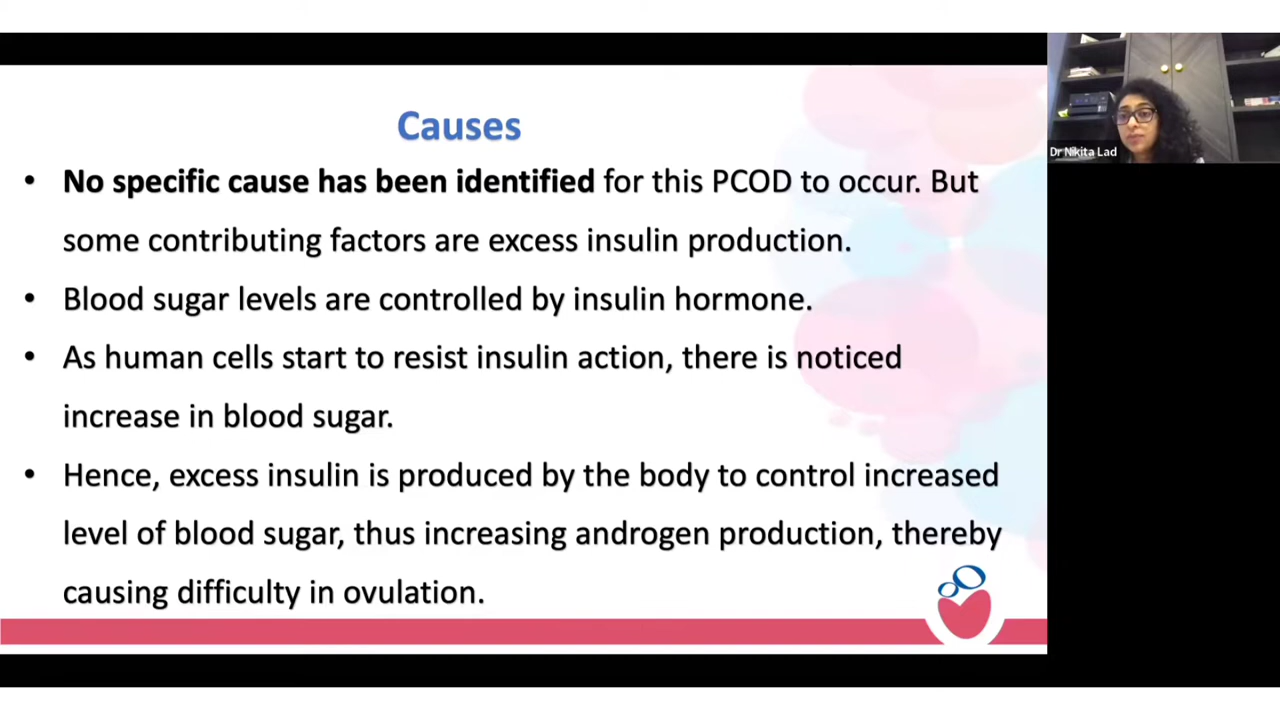 Causes
• No specific cause has been identified for this PCOD to occur. But
some contributing factors are excess insulin production.
• Blood sugar levels are controlled by insulin hormone.
• As human cells start to resist insulin action, there is noticed
increase in blood sugar.
• Hence, excess insulin is produced by the body to control increased
level of blood sugar, thus increasing androgen production, thereby
causing difficulty in ovulation.
Dr Nikita Lad